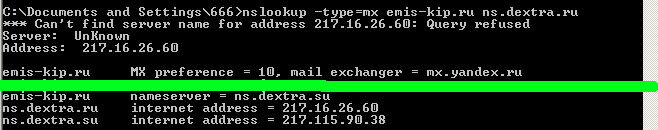 C:\Documents and Settings\666>nslookup -type=mx emis-kip.ru ns.dextra.ru
*** Can't find server name for address 217.16.26.60: Query refused
Server:  UnKnown
Address:  217.16.26.60
emis-kip.ru     MX preference = 10, mail exchanger = mx.yandex.ru
emis-kip.ru     nameserver = ns.dextra.su
ns.dextra.ru    internet address = 217.16.26.60
ns.dextra.su    internet address = 217.115.90.38